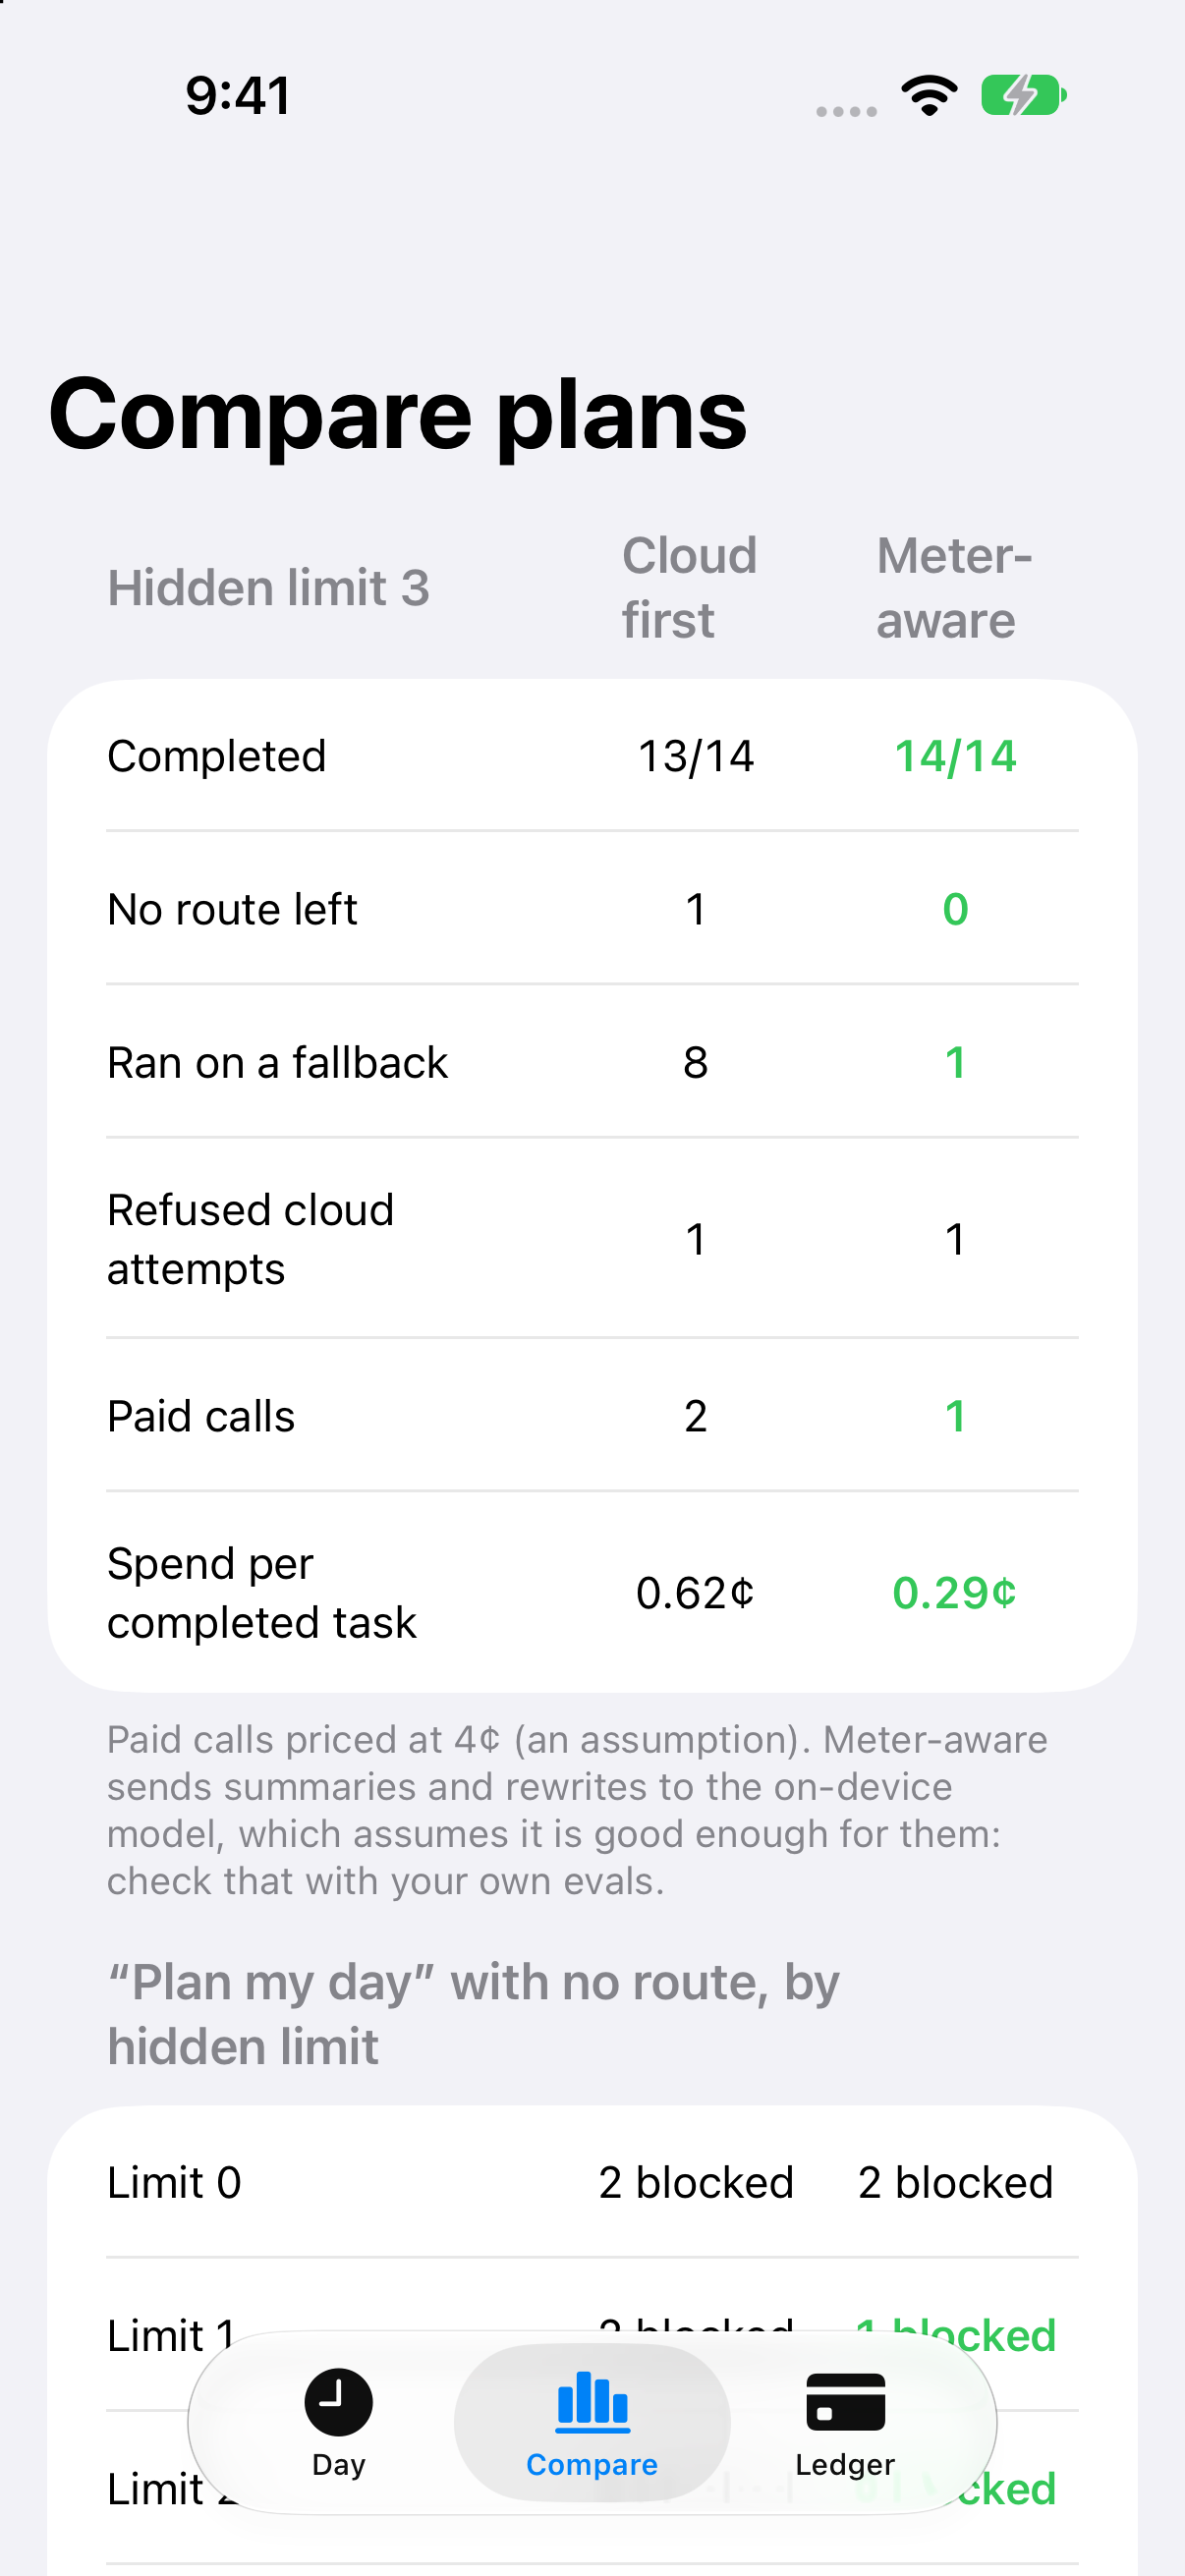 9:41
Compare plans
Hidden limit 3
Cloud
first
Meter-
aware
Completed 13/14 14/14
No route left 1 0
Ran on a fallback 8 1
Refused cloud
attempts
1 1
Paid calls 2 1
Spend per
completed task
0.62¢ 0.29¢
Paid calls priced at 4¢ (an assumption). Meter-aware
sends summaries and rewrites to the on-device
model, which assumes it is good enough for them:
check that with your own evals.
“Plan my day” with no route, by
hidden limit
Limit 0 2 blocked 2 blocked
Limit 1 1 blocked
Limit
Day Compare Ledger